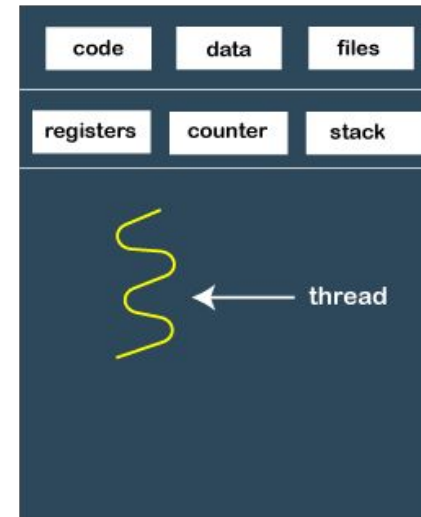 code data files
registers counter stack
thread